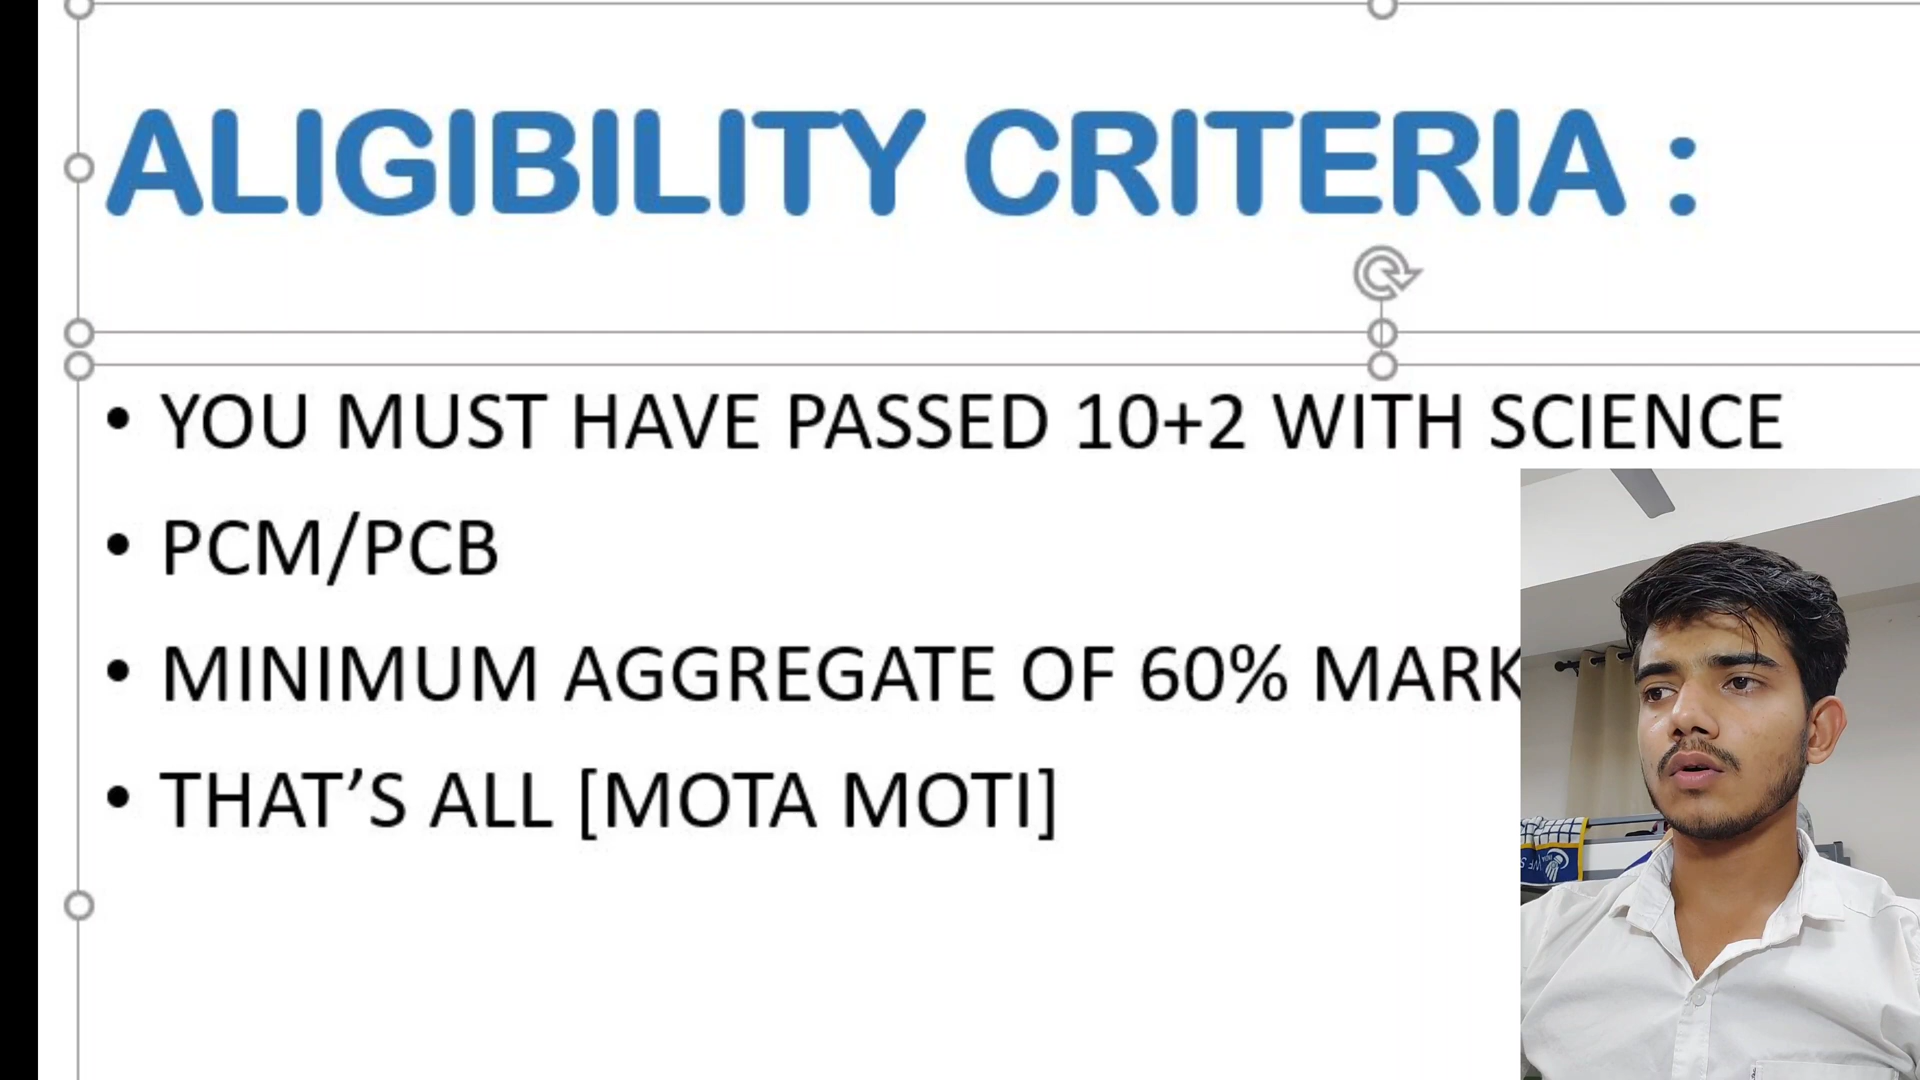 ALIGIBILITY CRITERIA :
• YOU MUST HAVE PASSED 10+2 WITH SCIENCE
• PCM/PCB
• MINIMUM AGGREGATE OF 60% MARK
• THAT’S ALL [MOTA MOTI]
INDIA